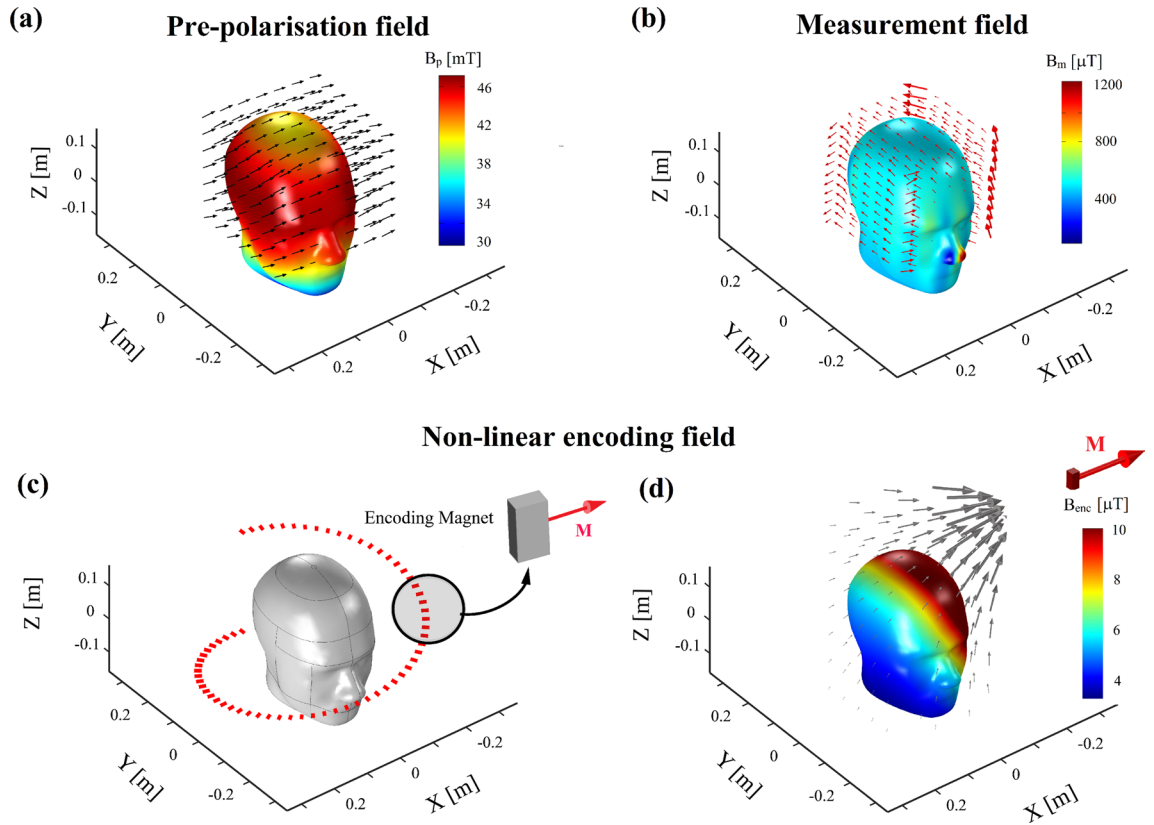 (a)
Pre-polarisation field
Bp [mT]
46
42
38
34
30
Z [m]
0.1
0
-0.1
0.2
0
-0.2
Y [m]
0.2
0
-0.2
X [m]
(b)
Measurement field
Bm [µT]
1200
800
400
Z [m]
0.1
0
-0.1
0.2
0
-0.2
Y [m]
0.2
0
-0.2
X [m]
Non-linear encoding field
(c)
Encoding Magnet
M
Z [m]
0.1
0
-0.1
0.2
0
-0.2
Y [m]
0.2
0
-0.2
X [m]
(d)
M
Benc [µT]
10
8
6
4
Z [m]
0.1
0
-0.1
0.2
0
-0.2
Y [m]
0.2
0
-0.2
X [m]